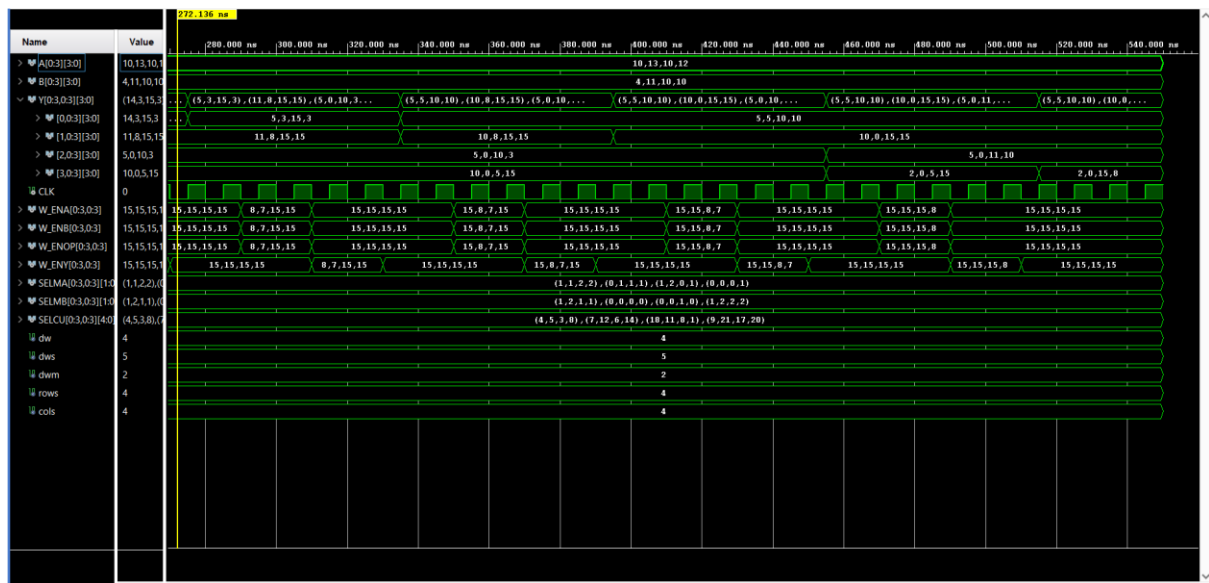 272.136 ns
Name Value
280.000 ns 300.000 ns 320.000 ns 340.000 ns 360.000 ns 380.000 ns 400.000 ns 420.000 ns 440.000 ns 460.000 ns 480.000 ns 500.000 ns 520.000 ns 540.000 ns
A[0:3][3:0] 10,13,10,1 10,13,10,12
B[0:3][3:0] 4,11,10,10 4,11,10,10
Y[0:3,0:3][3:0] (14,3,15,3 ... (5,3,15,3),(11,8,15,15),(5,0,10,3... (5,5,10,10),(10,8,15,15),(5,0,10,... (5,5,10,10),(10,0,15,15),(5,0,10,... (5,5,10,10),(10,0,15,15),(5,0,11,... (5,5,10,10),(10,0,...
[0,0:3][3:0] 14,3,15,3 ... 5,3,15,3 5,5,10,10
[1,0:3][3:0] 11,8,15,15 11,8,15,15 10,8,15,15 10,0,15,15
[2,0:3][3:0] 5,0,10,3 5,0,10,3 5,0,11,10
[3,0:3][3:0] 10,0,5,15 10,0,5,15 2,0,5,15 2,0,15,8
CLK 0
W_ENA[0:3,0:3] 15,15,15,1 15,15,15,15 8,7,15,15 15,15,15,15 15,8,7,15 15,15,15,15 15,15,8,7 15,15,15,15 15,15,15,8 15,15,15,15
W_ENB[0:3,0:3] 15,15,15,1 15,15,15,15 8,7,15,15 15,15,15,15 15,8,7,15 15,15,15,15 15,15,8,7 15,15,15,15 15,15,15,8 15,15,15,15
W_ENOP[0:3,0:3] 15,15,15,1 15,15,15,15 8,7,15,15 15,15,15,15 15,8,7,15 15,15,15,15 15,15,8,7 15,15,15,15 15,15,15,8 15,15,15,15
W_ENY[0:3,0:3] 15,15,15,1 15,15,15,15 8,7,15,15 15,15,15,15 15,8,7,15 15,15,15,15 15,15,8,7 15,15,15,15 15,15,15,8 15,15,15,15
SELMA[0:3,0:3][1:0 (1,1,2,2),(0 (1,1,2,2),(0,1,1,1),(1,2,0,1),(0,0,0,1)
SELMB[0:3,0:3][1:0 (1,2,1,1),(0 (1,2,1,1),(0,0,0,0),(0,0,1,0),(1,2,2,2)
SELCU[0:3,0:3][4:0] (4,5,3,8),(7 (4,5,3,8),(7,12,6,14),(10,11,0,1),(9,21,17,20)
dw 4 4
dws 5 5
dwm 2 2
rows 4 4
cols 4 4